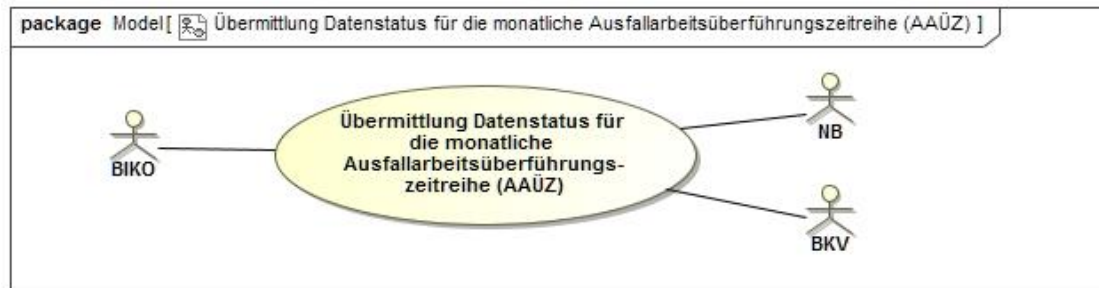 package Model[ Übermittlung Datenstatus für die monatliche Ausfallarbeitsüberführungszeitreihe (AAÜZ) ]
Übermittlung Datenstatus für
die monatliche
Ausfallarbeitsüberführungs-
zeitreihe (AAÜZ)
BIKO
NB
BKV